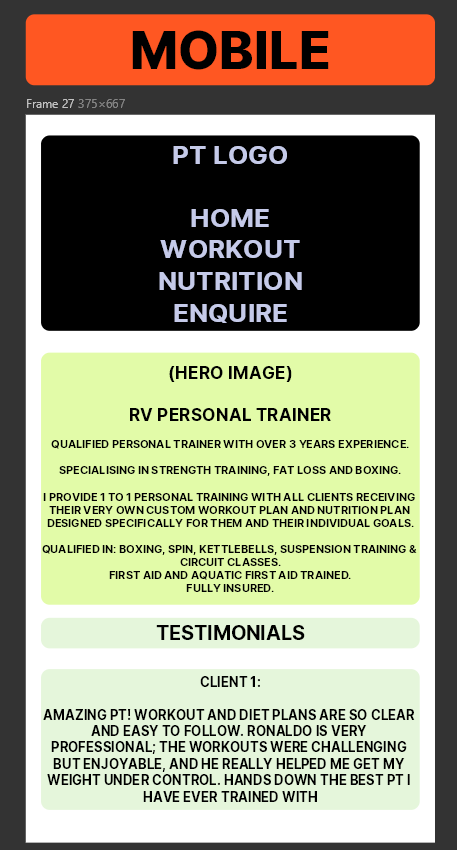 MOBILE
Frame 27 375×667
PT LOGO
HOME
WORKOUT
NUTRITION
ENQUIRE
(HERO IMAGE)
RV PERSONAL TRAINER
QUALIFIED PERSONAL TRAINER WITH OVER 3 YEARS EXPERIENCE.
SPECIALISING IN STRENGTH TRAINING, FAT LOSS AND BOXING.
I PROVIDE 1 TO 1 PERSONAL TRAINING WITH ALL CLIENTS RECEIVING
THEIR VERY OWN CUSTOM WORKOUT PLAN AND NUTRITION PLAN
DESIGNED SPECIFICALLY FOR THEM AND THEIR INDIVIDUAL GOALS.
QUALIFIED IN: BOXING, SPIN, KETTLEBELLS, SUSPENSION TRAINING &
CIRCUIT CLASSES.
FIRST AID AND AQUATIC FIRST AID TRAINED.
FULLY INSURED.
TESTIMONIALS
CLIENT 1:
AMAZING PT! WORKOUT AND DIET PLANS ARE SO CLEAR
AND EASY TO FOLLOW. RONALDO IS VERY
PROFESSIONAL; THE WORKOUTS WERE CHALLENGING
BUT ENJOYABLE, AND HE REALLY HELPED ME GET MY
WEIGHT UNDER CONTROL. HANDS DOWN THE BEST PT I
HAVE EVER TRAINED WITH